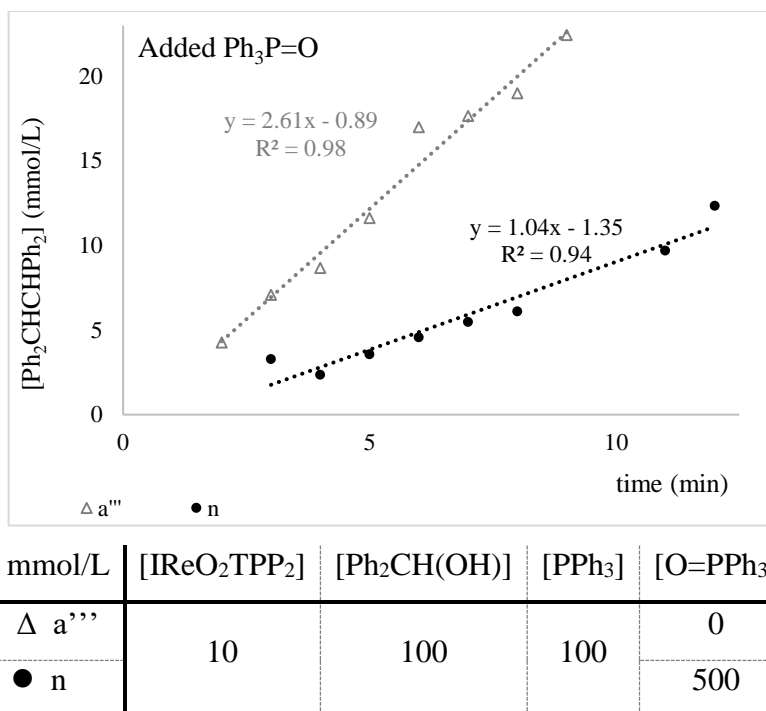 Added Ph₃P=O
20
15
10
5
0
[Ph₂CHCHPh₂] (mmol/L)
y = 2.61x - 0.89
R² = 0.98
y = 1.04x - 1.35
R² = 0.94
0 5 10
time (min)
Δ a''' ● n
mmol/L [IReO₂TPP₂] [Ph₂CH(OH)] [PPh₃] [O=PPh₃
Δ a’’’ 10 100 100 0
● n 500